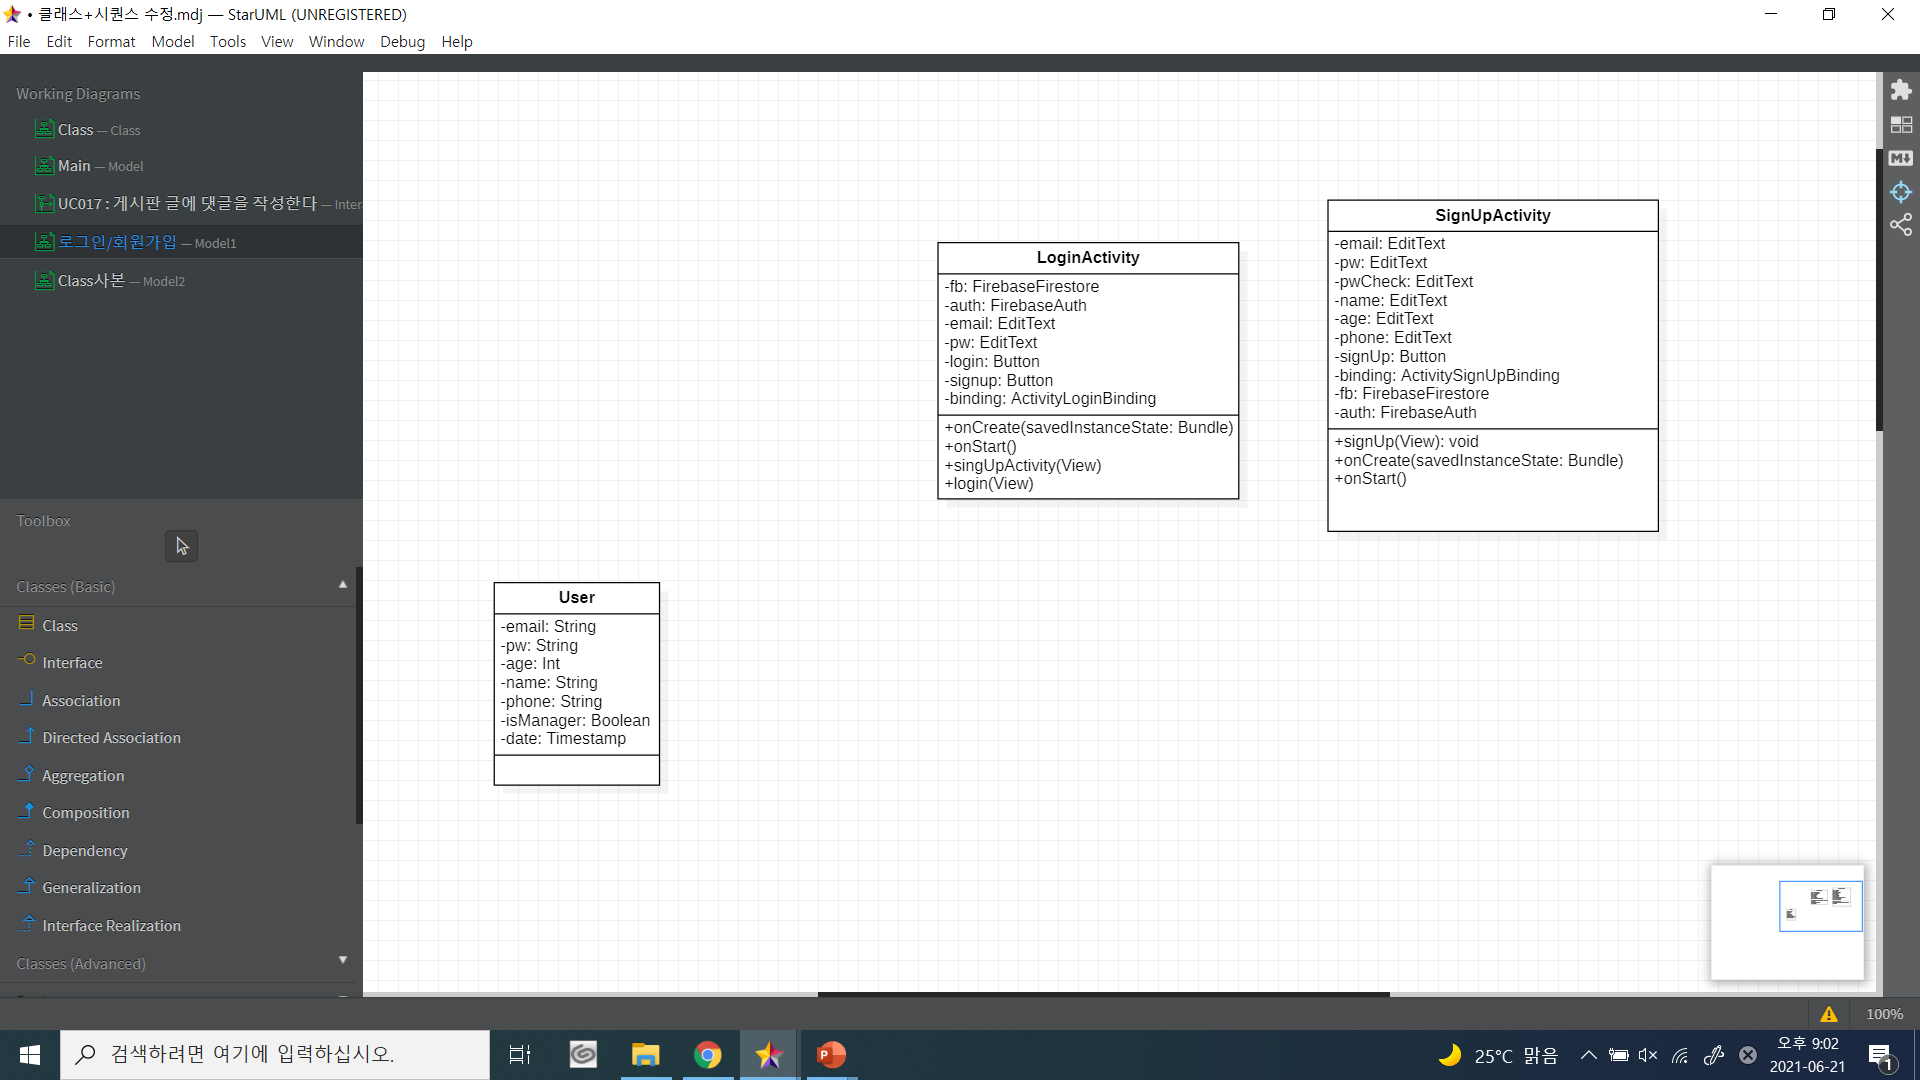 • 클래스+시퀀스 수정.mdj — StarUML (UNREGISTERED)
File Edit Format Model Tools View Window Debug Help
Working Diagrams
Class — Class
Main — Model
UC017 : 게시판 글에 댓글을 작성한다 — Inter
로그인/회원가입 — Model1
Class사본 — Model2
Toolbox
Classes (Basic)
Class
Interface
Association
Directed Association
Aggregation
Composition
Dependency
Generalization
Interface Realization
Classes (Advanced)
LoginActivity
-fb: FirebaseFirestore
-auth: FirebaseAuth
-email: EditText
-pw: EditText
-login: Button
-signup: Button
-binding: ActivityLoginBinding
+onCreate(savedInstanceState: Bundle)
+onStart()
+singUpActivity(View)
+login(View)
SignUpActivity
-email: EditText
-pw: EditText
-pwCheck: EditText
-name: EditText
-age: EditText
-phone: EditText
-signUp: Button
-binding: ActivitySignUpBinding
-fb: FirebaseFirestore
-auth: FirebaseAuth
+signUp(View): void
+onCreate(savedInstanceState: Bundle)
+onStart()
User
-email: String
-pw: String
-age: Int
-name: String
-phone: String
-isManager: Boolean
-date: Timestamp
M
100%
검색하려면 여기에 입력하십시오.
P
25°C 맑음
오후 9:02
2021-06-21
1